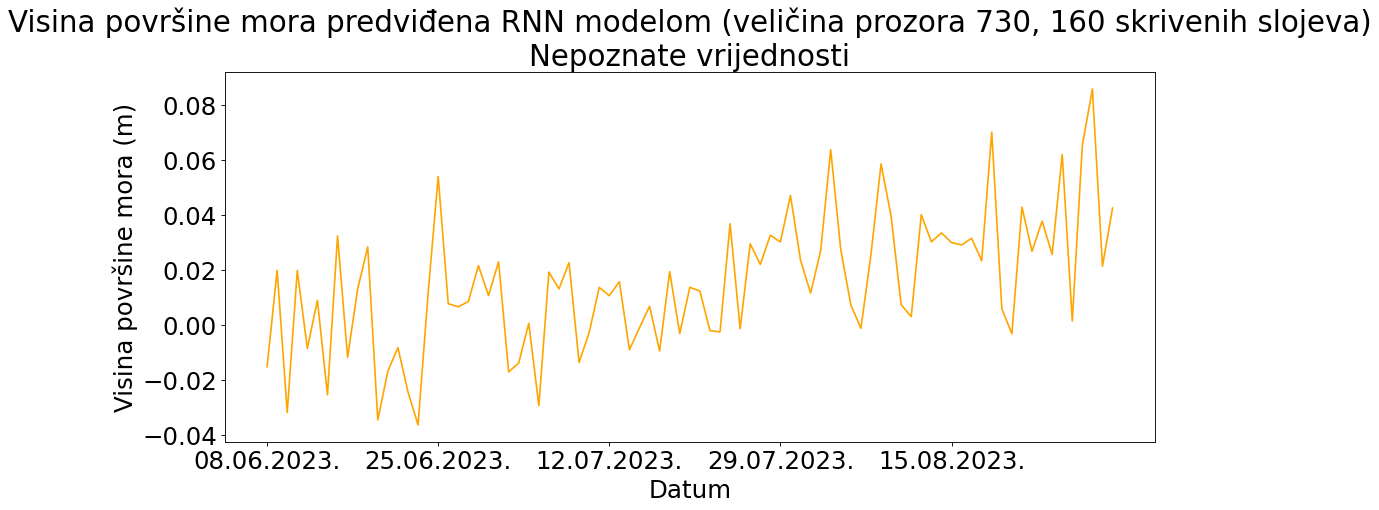 Visina površine mora predviđena RNN modelom (veličina prozora 730, 160 skrivenih slojeva)
Nepoznate vrijednosti
Visina površine mora (m)
0.08
0.06
0.04
0.02
0.00
−0.02
−0.04
08.06.2023. 25.06.2023. 12.07.2023. 29.07.2023. 15.08.2023.
Datum